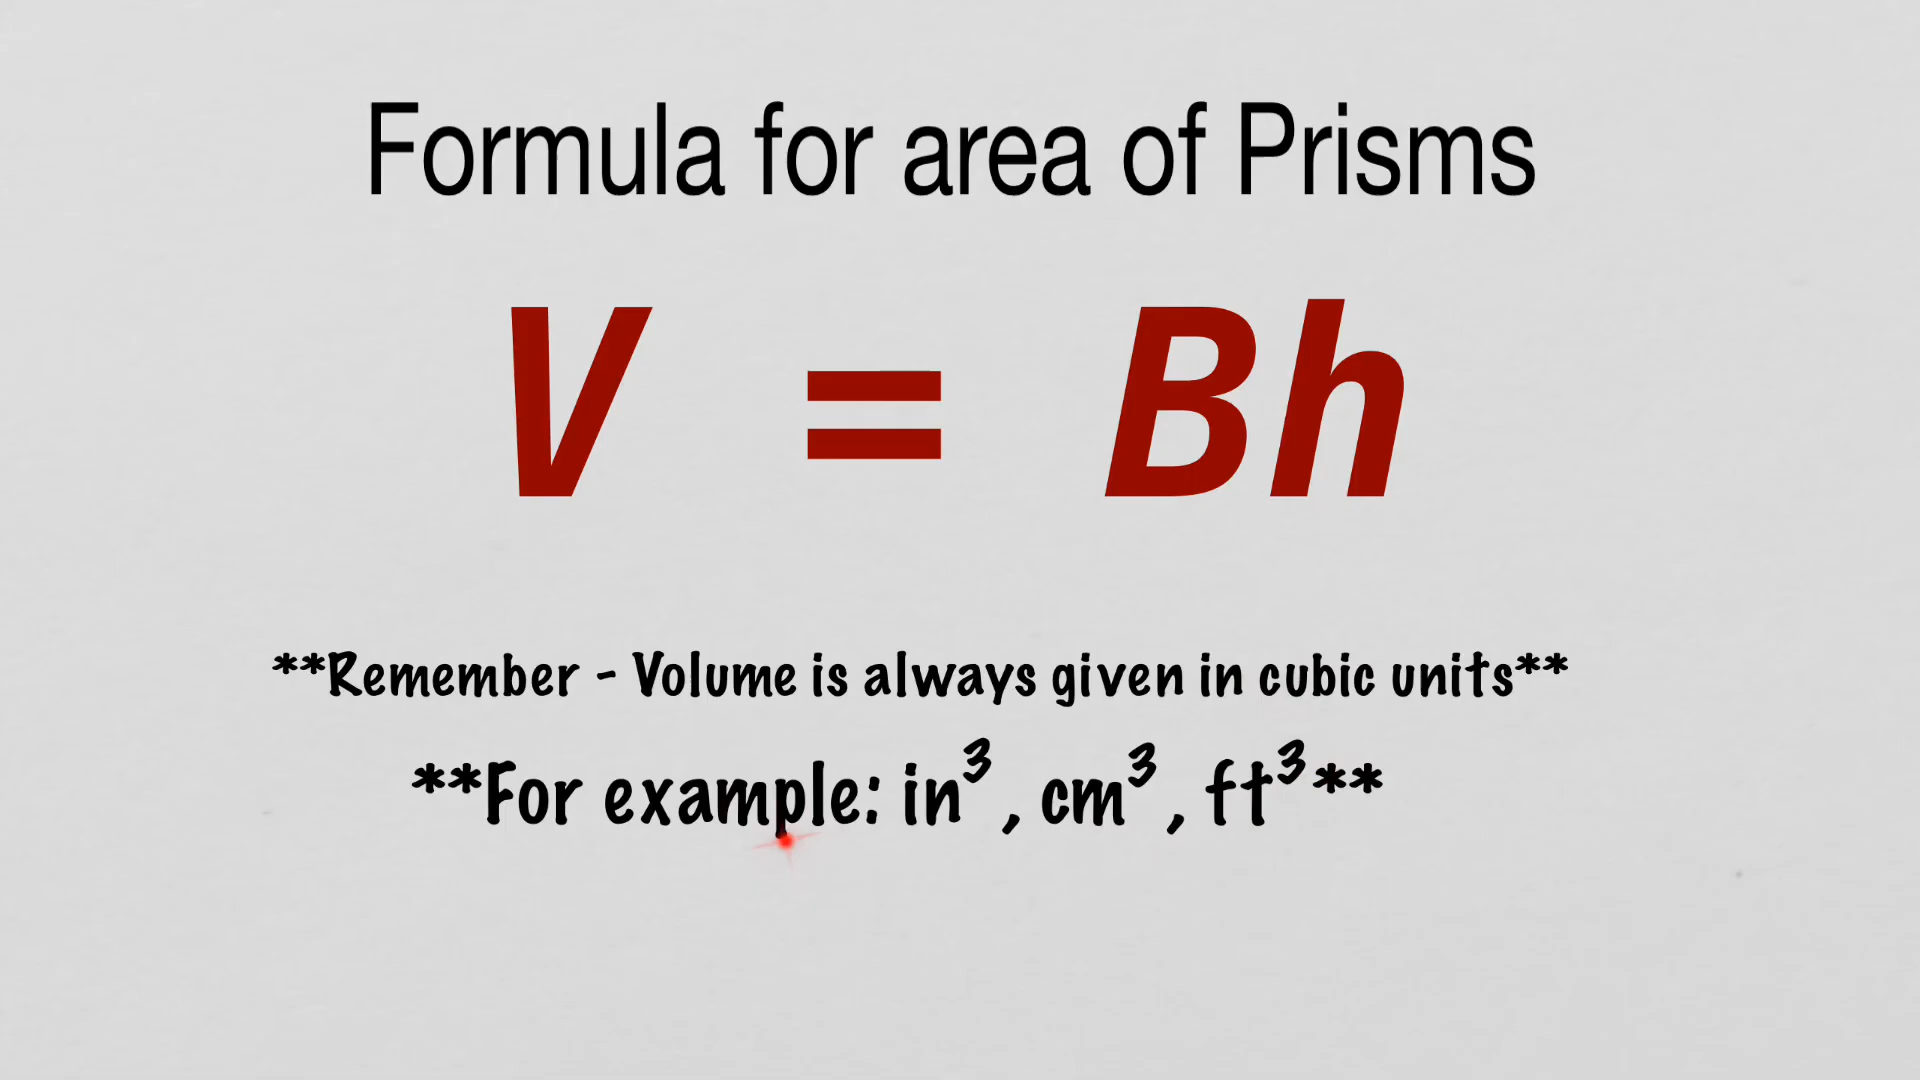 Formula for area of Prisms
V = Bh
**Remember - Volume is always given in cubic units**
**For example: in³, cm³, ft³**